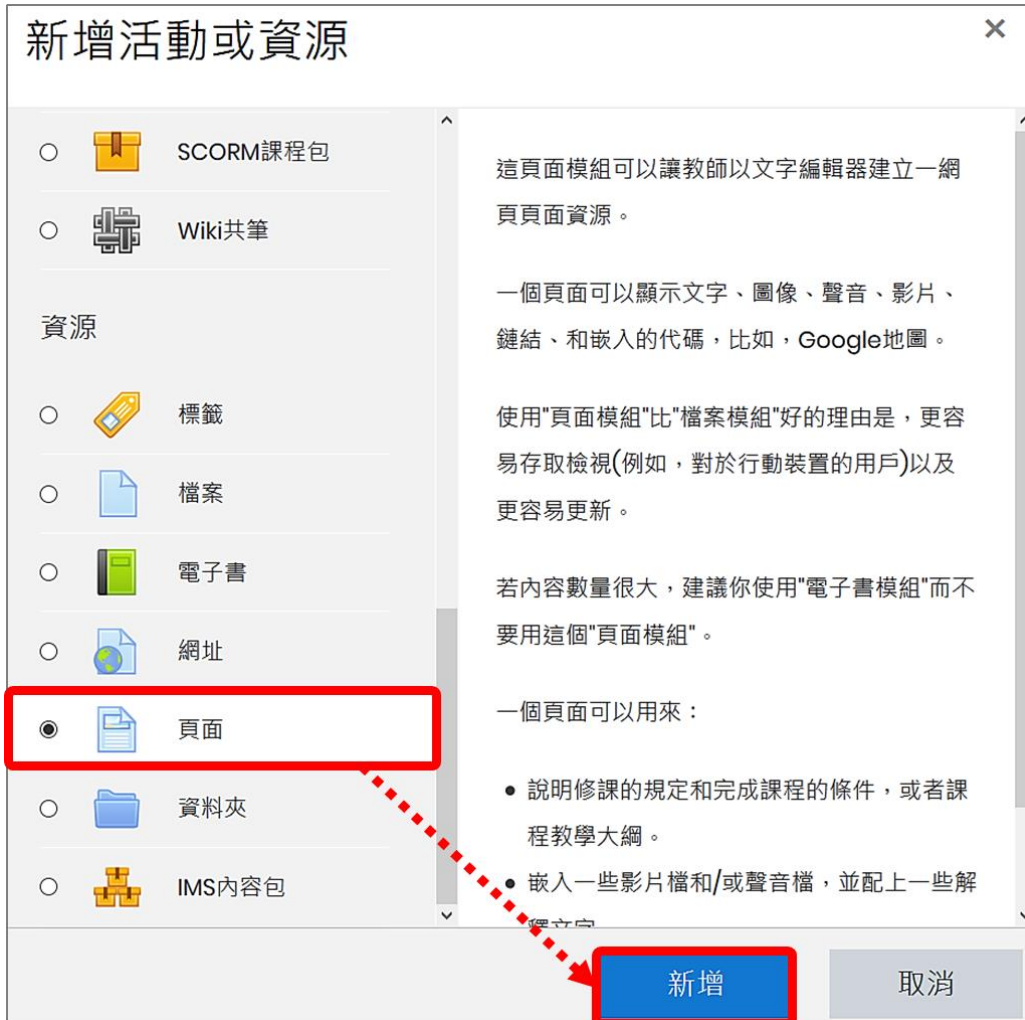 新增活動或資源
×
SCORM課程包
Wiki共筆
資源
標籤
檔案
電子書
網址
頁面
資料夾
IMS內容包
這頁面模組可以讓教師以文字編輯器建立一網
頁頁面資源。
一個頁面可以顯示文字、圖像、聲音、影片、
鏈結、和嵌入的代碼，比如，Google地圖。
使用"頁面模組"比"檔案模組"好的理由是，更容
易存取檢視(例如，對於行動裝置的用戶)以及
更容易更新。
若內容數量很大，建議你使用"電子書模組"而不
要用這個"頁面模組"。
一個頁面可以用來：
• 說明修課的規定和完成課程的條件，或者課
程教學大綱。
• 嵌入一些影片檔和/或聲音檔，並配上一些解
釋文字
新增
取消